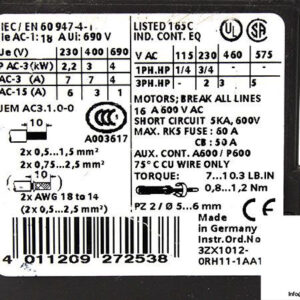 IEC / EN 60 947-4-1
Ie AC-1: 18 A Ui: 690 V
Ue (V) 230 400 690
P AC-3 (kW) 2,2 3 4
AC-3 (A) 7 4
AC-15 (A) 6 3 1
UEM AC3.1.0-0
10
A003617
2x 0,5...1,5 mm²
2x 0,5...2,5 mm²
10
2x AWG 18 to 14
(2x 0,5...2,5 mm²)
4 011209 272538
LISTED 165C
IND. CONT. EQ
UL
V AC 115 230 460 575
1PH.HP 1/4 3/4 - -
3PH.HP - 2 5
MOTORS; BREAK ALL LINES
16 A 600 V AC
SHORT CIRCUIT 5KA, 600V
MAX. RK5 FUSE : 60 A
CB : 50 A
AUX. CONT. A600 / P600
75° C CU WIRE ONLY
TORQUE: 7...10.3 LB.IN
0,8...1,2 Nm
PZ 2 / Ø 5...6 mm
Made in
Germany
Instr.Ord.No
3ZX1012-
0RH11-1AA1